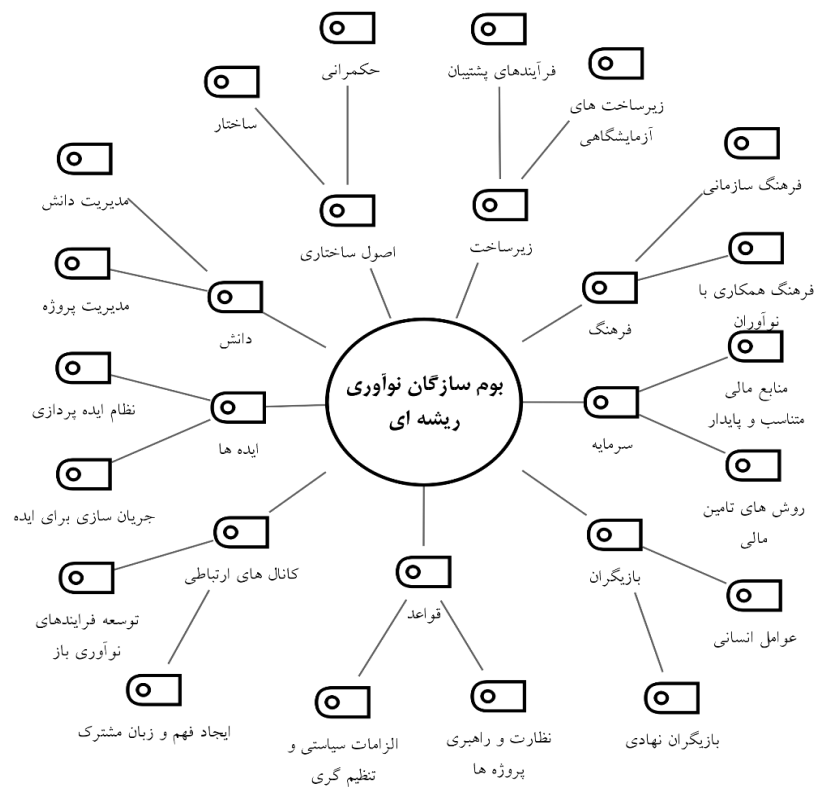 حکمرانی
فرآیندهای پشتیبان
ساختار
زیرساخت های
آزمایشگاهی
فرهنگ سازمانی
مدیریت دانش
اصول ساختاری
زیرساخت
فرهنگ همکاری با
نوآوران
مدیریت پروژه
دانش
فرهنگ
بوم سازگان نوآوری
ریشه ای
منابع مالی
متناسب و پایدار
نظام ایده پردازی
ایده ها
سرمایه
روش های تامین
مالی
جریان سازی برای ایده
کانال های ارتباطی
بازیگران
قواعد
توسعه فرایندهای
نوآوری باز
عوامل انسانی
ایجاد فهم و زبان مشترک
الزامات سیاستی و
تنظیم گری
نظارت و راهبری
پروژه ها
بازیگران نهادی